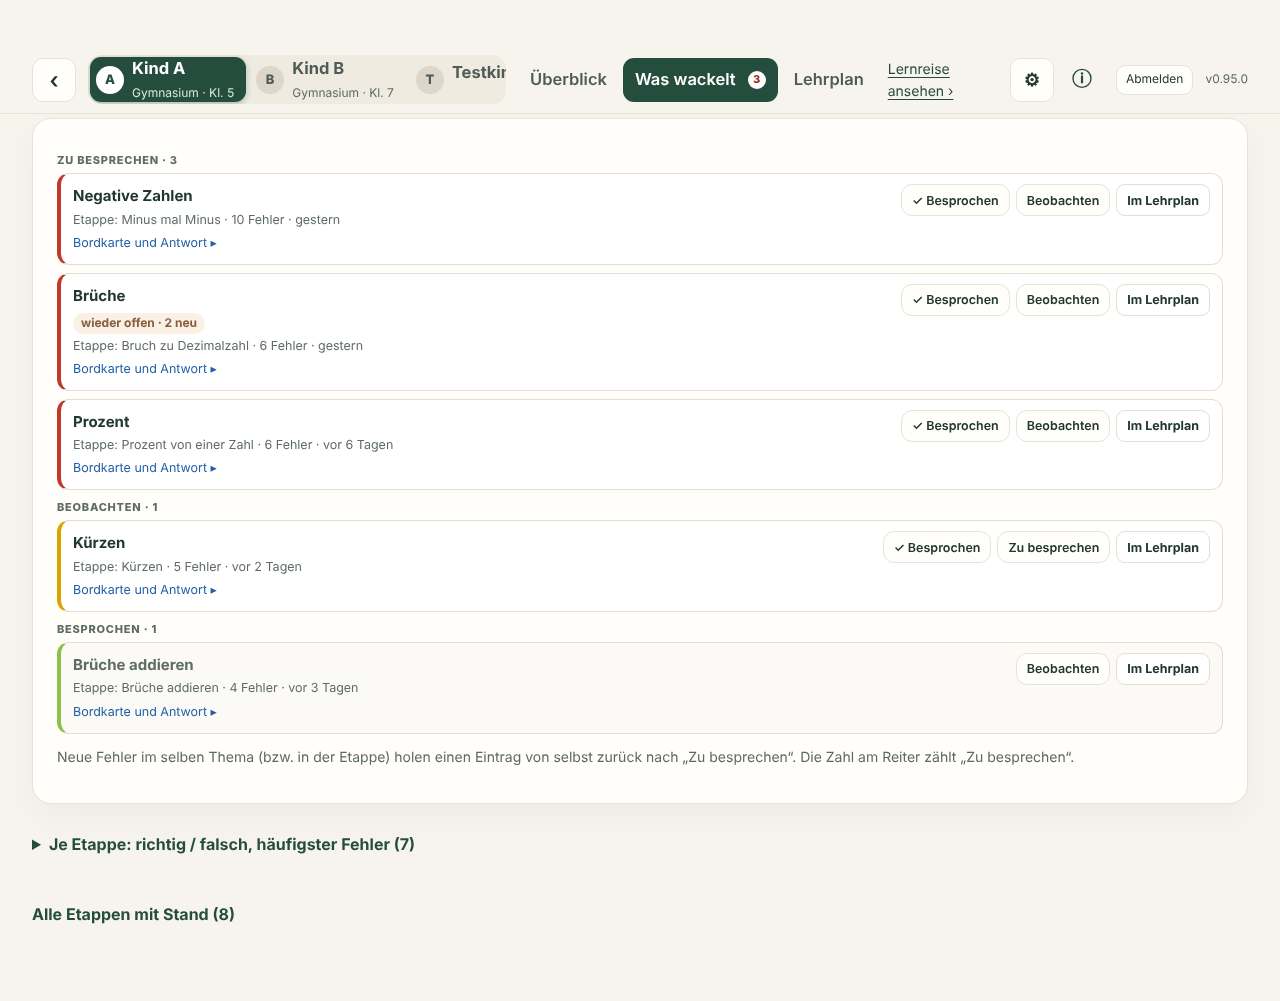 ‹
A
Kind A
Gymnasium · Kl. 5
B
Kind B
Gymnasium · Kl. 7
T
Überblick
Was wackelt 3
Lehrplan
Lernreise
ansehen ›
Abmelden
v0.95.0
ZU BESPRECHEN · 3
Negative Zahlen
✓ Besprochen
Beobachten
Im Lehrplan
Etappe: Minus mal Minus · 10 Fehler · gestern
Bordkarte und Antwort ▸
Brüche
✓ Besprochen
Beobachten
Im Lehrplan
wieder offen · 2 neu
Etappe: Bruch zu Dezimalzahl · 6 Fehler · gestern
Bordkarte und Antwort ▸
Prozent
✓ Besprochen
Beobachten
Im Lehrplan
Etappe: Prozent von einer Zahl · 6 Fehler · vor 6 Tagen
Bordkarte und Antwort ▸
BEOBACHTEN · 1
Kürzen
✓ Besprochen
Zu besprechen
Im Lehrplan
Etappe: Kürzen · 5 Fehler · vor 2 Tagen
Bordkarte und Antwort ▸
BESPROCHEN · 1
Brüche addieren
Beobachten
Im Lehrplan
Etappe: Brüche addieren · 4 Fehler · vor 3 Tagen
Bordkarte und Antwort ▸
Neue Fehler im selben Thema (bzw. in der Etappe) holen einen Eintrag von selbst zurück nach „Zu besprechen“. Die Zahl am Reiter zählt „Zu besprechen“.
▶ Je Etappe: richtig / falsch, häufigster Fehler (7)
Alle Etappen mit Stand (8)